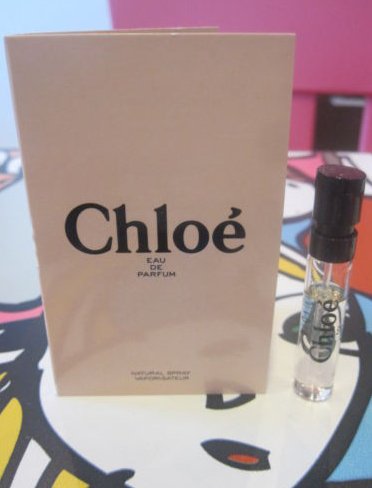 Chloé
EAU
DE
PARFUM
NATURAL SPRAY
VAPORISATEUR
Chloé